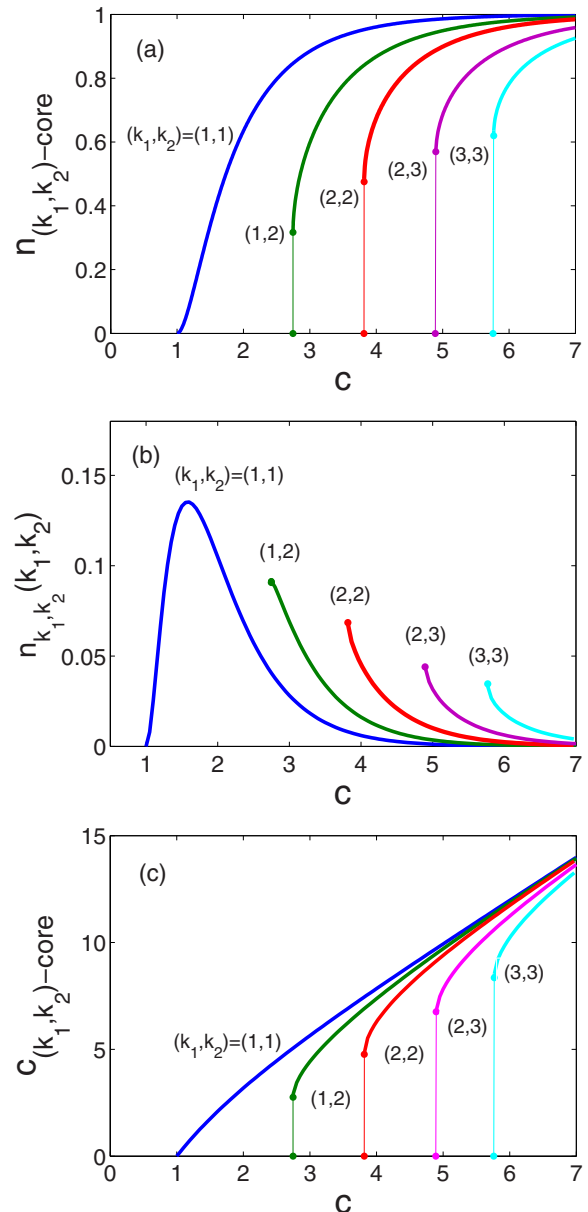 (a)
n(k1,k2)−core
1
0.8
0.6
0.4
0.2
0
(k1,k2)=(1,1)
(1,2)
(2,2)
(2,3)
(3,3)
0 1 2 3 4 5 6 7
c
(b)
nk1,k2(k1,k2)
0.15
0.1
0.05
0
(k1,k2)=(1,1)
(1,2)
(2,2)
(2,3)
(3,3)
1 2 3 4 5 6 7
c
(c)
c(k1,k2)−core
15
10
5
0
(k1,k2)=(1,1)
(1,2)
(2,2)
(2,3)
(3,3)
0 1 2 3 4 5 6 7
c